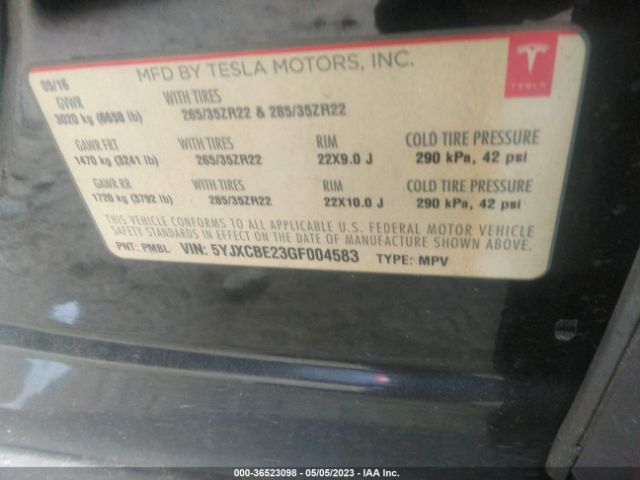 MFD BY TESLA MOTORS, INC.
TESLA
05/16
GVWR WITH TIRES
3020 kg (6658 lb) 265/35ZR22 & 285/35ZR22
GAWR FRT WITH TIRES RIM COLD TIRE PRESSURE
1470 kg (3241 lb) 265/35ZR22 22X9.0 J 290 kPa, 42 psi
GAWR RR WITH TIRES RIM COLD TIRE PRESSURE
1720 kg (3792 lb) 285/35ZR22 22X10.0 J 290 kPa, 42 psi
THIS VEHICLE CONFORMS TO ALL APPLICABLE U.S. FEDERAL MOTOR VEHICLE
SAFETY STANDARDS IN EFFECT ON THE DATE OF MANUFACTURE SHOWN ABOVE.
PNT: PMBL VIN: 5YJXCBE23GF004583 TYPE: MPV
000-36523098 - 05/05/2023 - IAA Inc.